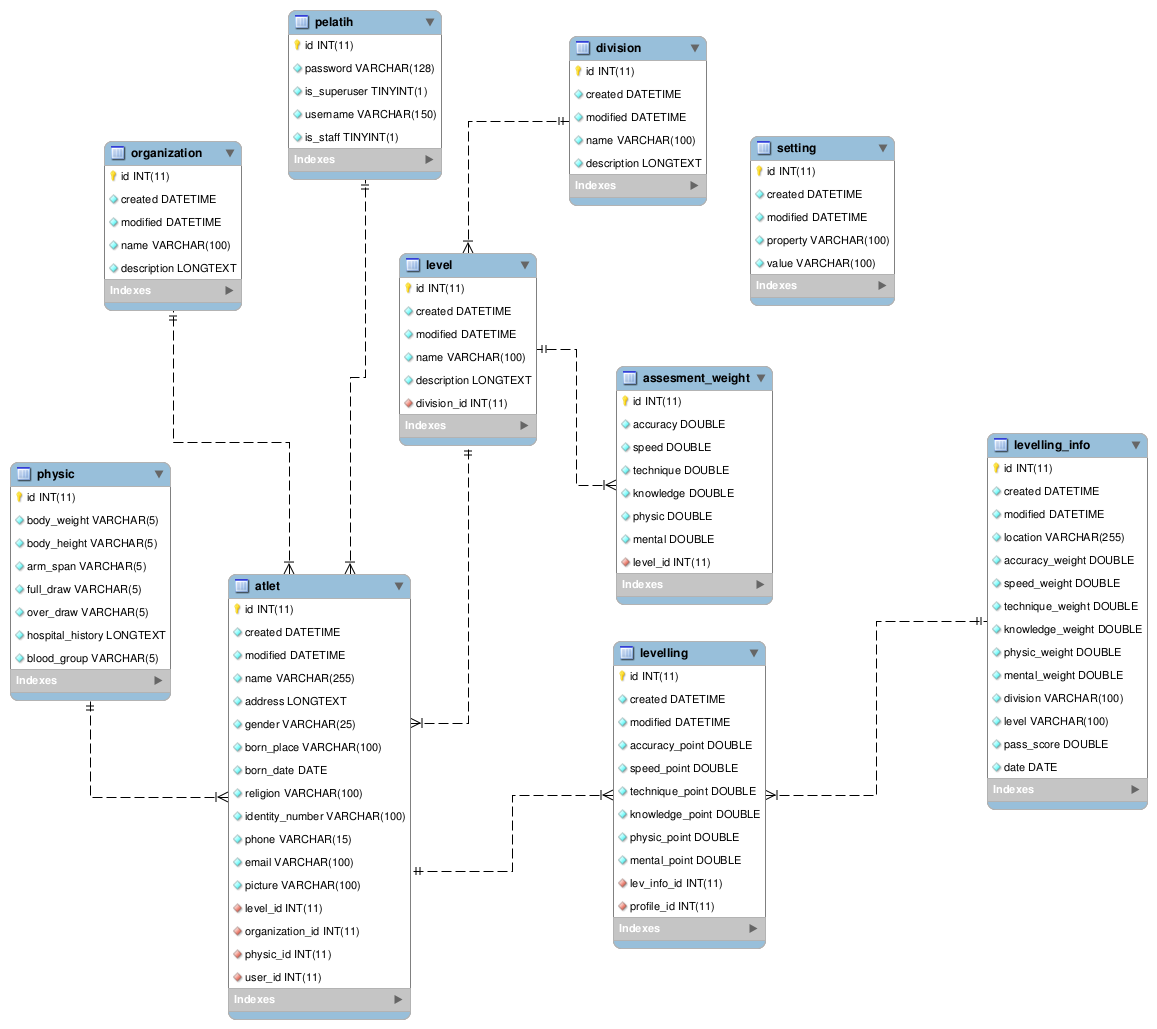 pelatih
id INT(11)
password VARCHAR(128)
is_superuser TINYINT(1)
username VARCHAR(150)
is_staff TINYINT(1)
Indexes
division
id INT(11)
created DATETIME
modified DATETIME
name VARCHAR(100)
description LONGTEXT
Indexes
organization
id INT(11)
created DATETIME
modified DATETIME
name VARCHAR(100)
description LONGTEXT
Indexes
setting
id INT(11)
created DATETIME
modified DATETIME
property VARCHAR(100)
value VARCHAR(100)
Indexes
level
id INT(11)
created DATETIME
modified DATETIME
name VARCHAR(100)
description LONGTEXT
division_id INT(11)
Indexes
assesment_weight
id INT(11)
accuracy DOUBLE
speed DOUBLE
technique DOUBLE
knowledge DOUBLE
physic DOUBLE
mental DOUBLE
level_id INT(11)
Indexes
levelling_info
id INT(11)
created DATETIME
modified DATETIME
location VARCHAR(255)
accuracy_weight DOUBLE
speed_weight DOUBLE
technique_weight DOUBLE
knowledge_weight DOUBLE
physic_weight DOUBLE
mental_weight DOUBLE
division VARCHAR(100)
level VARCHAR(100)
pass_score DOUBLE
date DATE
Indexes
physic
id INT(11)
body_weight VARCHAR(5)
body_height VARCHAR(5)
arm_span VARCHAR(5)
full_draw VARCHAR(5)
over_draw VARCHAR(5)
hospital_history LONGTEXT
blood_group VARCHAR(5)
Indexes
atlet
id INT(11)
created DATETIME
modified DATETIME
name VARCHAR(255)
address LONGTEXT
gender VARCHAR(25)
born_place VARCHAR(100)
born_date DATE
religion VARCHAR(100)
identity_number VARCHAR(100)
phone VARCHAR(15)
email VARCHAR(100)
picture VARCHAR(100)
level_id INT(11)
organization_id INT(11)
physic_id INT(11)
user_id INT(11)
Indexes
levelling
id INT(11)
created DATETIME
modified DATETIME
accuracy_point DOUBLE
speed_point DOUBLE
technique_point DOUBLE
knowledge_point DOUBLE
physic_point DOUBLE
mental_point DOUBLE
lev_info_id INT(11)
profile_id INT(11)
Indexes